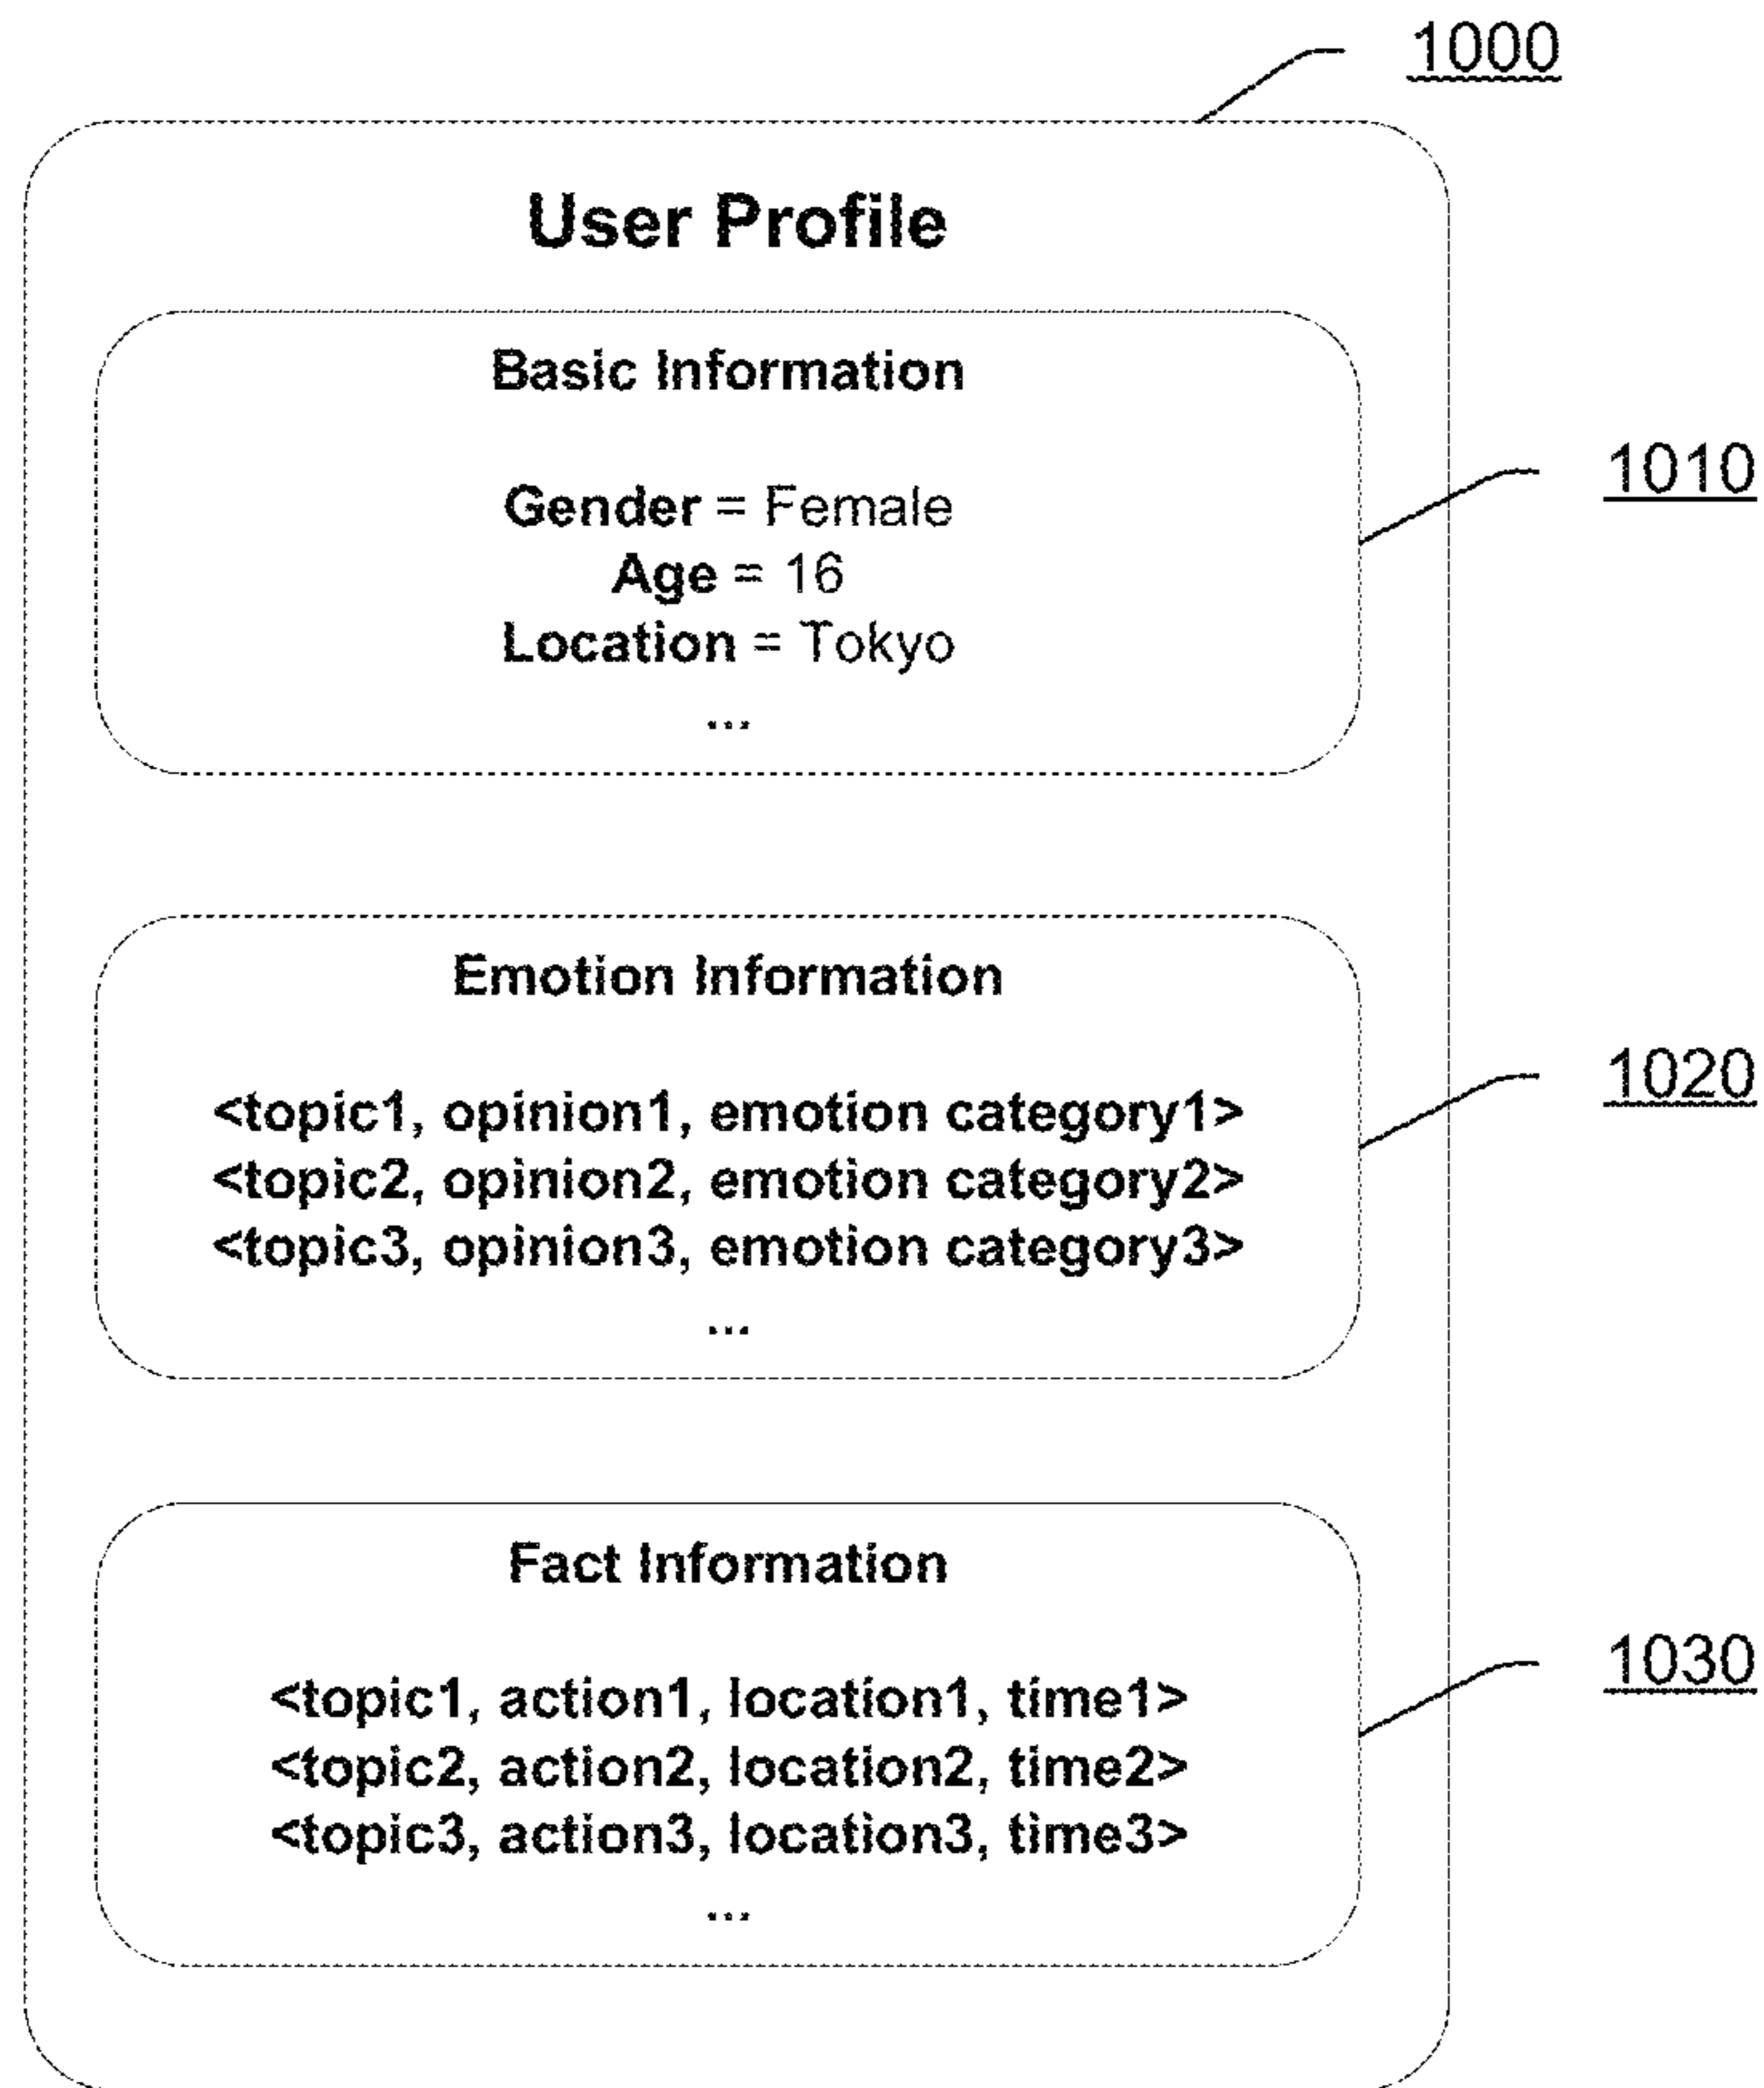 1000
User Profile
Basic Information
Gender = Female
1010
Age = 16
Location = Tokyo
...
Emotion Information
1020
<topic1, opinion1, emotion category1>
<topic2, opinion2, emotion category2>
<topic3, opinion3, emotion category3>
...
Fact Information
1030
<topic1, action1, location1, time1>
<topic2, action2, location2, time2>
<topic3, action3, location3, time3>
...